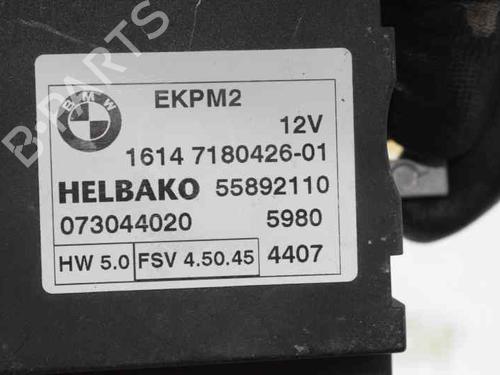 B-PARTS
BMW
EKPM2
12V
1614 7180426-01
HELBAKO 55892110
073044020 5980
HW 5.0 FSV 4.50.45 4407